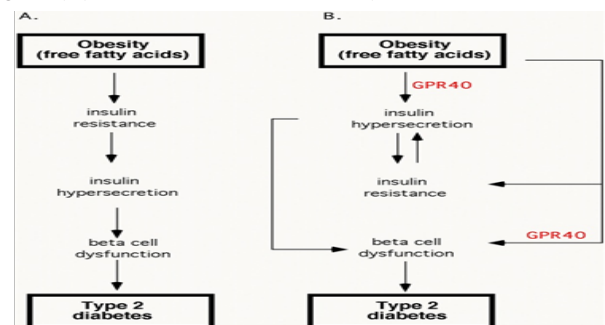 A.
Obesity
(free fatty acids)
insulin
resistance
insulin
hypersecretion
beta cell
dysfunction
Type 2
diabetes
B.
Obesity
(free fatty acids)
GPR40
insulin
hypersecretion
insulin
resistance
GPR40
beta cell
dysfunction
Type 2
diabetes